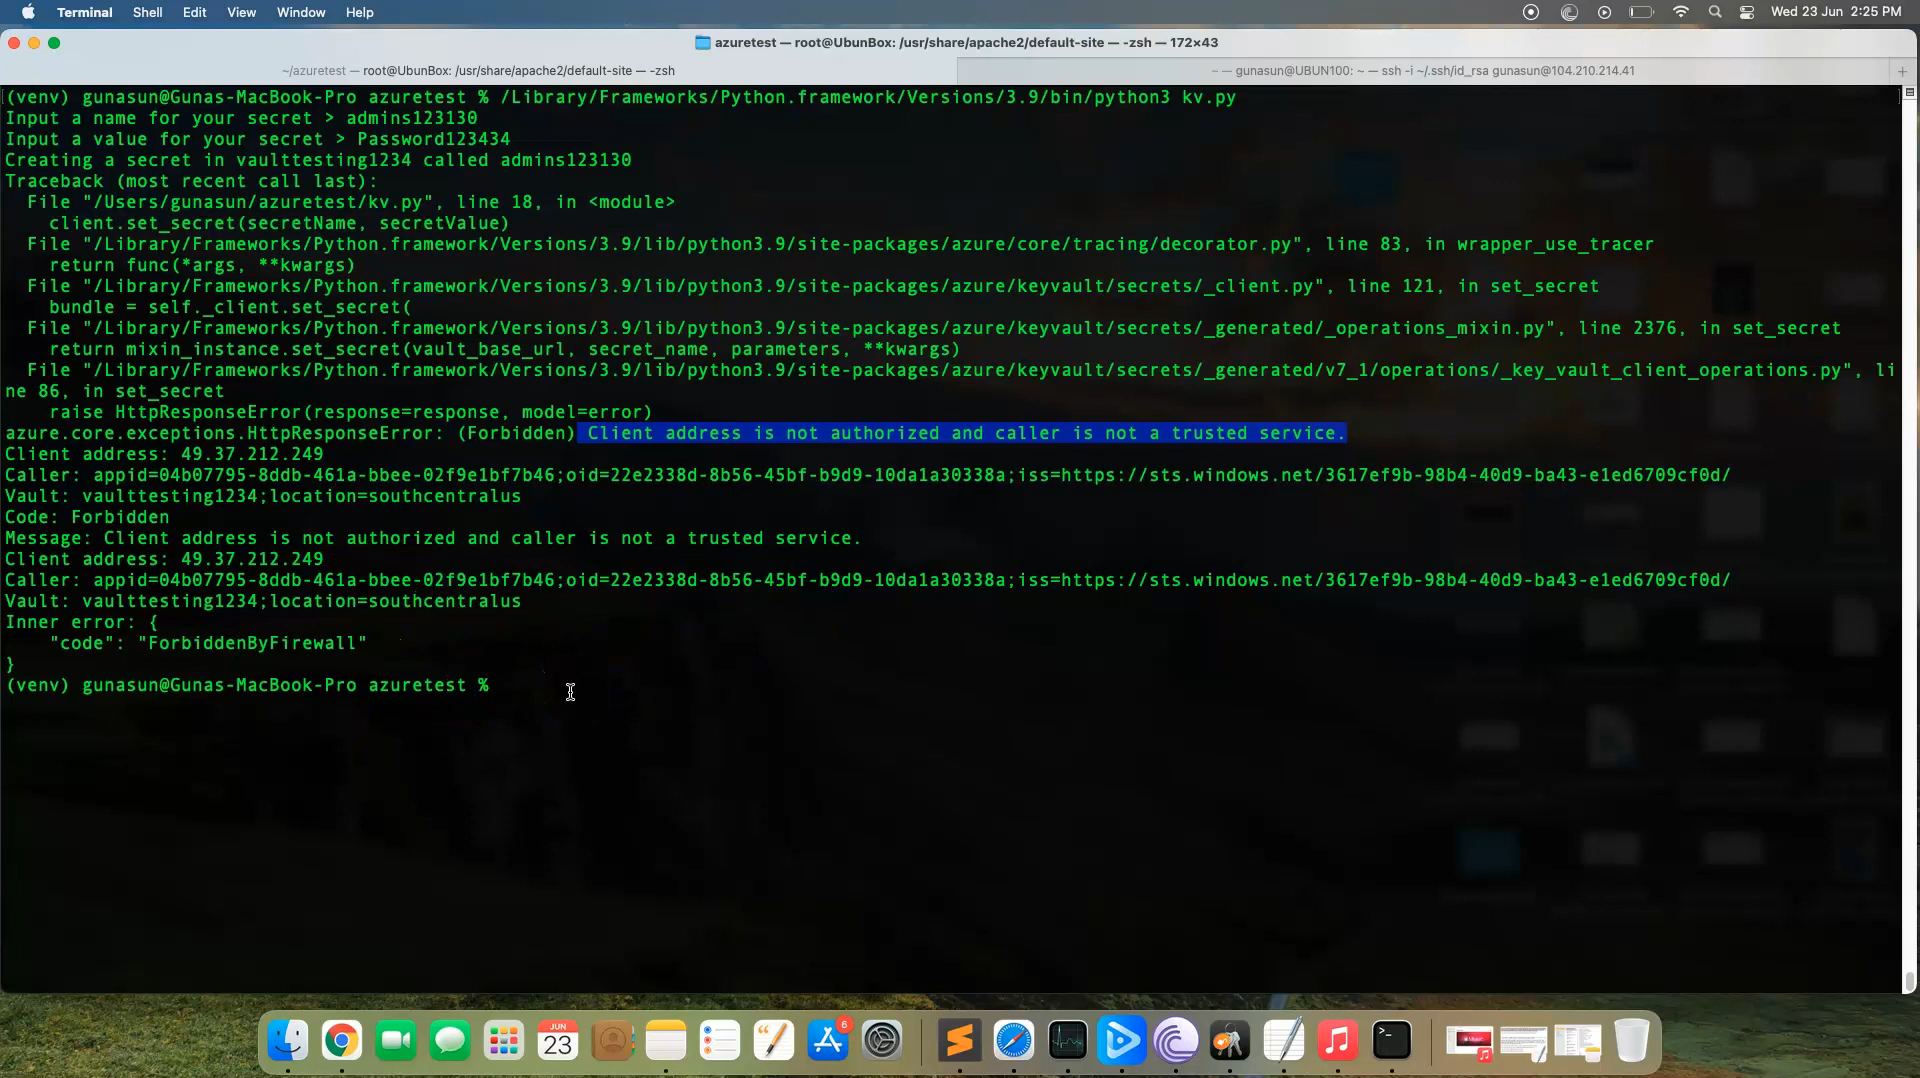 Terminal Shell Edit View Window Help Wed 23 Jun 2:25 PM
azuretest — root@UbunBox: /usr/share/apache2/default-site — -zsh — 172×43
~/azuretest — root@UbunBox: /usr/share/apache2/default-site — -zsh
~ — gunasun@UBUN100: ~ — ssh -i ~/.ssh/id_rsa gunasun@104.210.214.41
(venv) gunasun@Gunas-MacBook-Pro azuretest % /Library/Frameworks/Python.framework/Versions/3.9/bin/python3 kv.py
Input a name for your secret > admins123130
Input a value for your secret > Password123434
Creating a secret in vaulttesting1234 called admins123130
Traceback (most recent call last):
  File "/Users/gunasun/azuretest/kv.py", line 18, in <module>
    client.set_secret(secretName, secretValue)
  File "/Library/Frameworks/Python.framework/Versions/3.9/lib/python3.9/site-packages/azure/core/tracing/decorator.py", line 83, in wrapper_use_tracer
    return func(*args, **kwargs)
  File "/Library/Frameworks/Python.framework/Versions/3.9/lib/python3.9/site-packages/azure/keyvault/secrets/_client.py", line 121, in set_secret
    bundle = self._client.set_secret(
  File "/Library/Frameworks/Python.framework/Versions/3.9/lib/python3.9/site-packages/azure/keyvault/secrets/_generated/_operations_mixin.py", line 2376, in set_secret
    return mixin_instance.set_secret(vault_base_url, secret_name, parameters, **kwargs)
  File "/Library/Frameworks/Python.framework/Versions/3.9/lib/python3.9/site-packages/azure/keyvault/secrets/_generated/v7_1/operations/_key_vault_client_operations.py", li
ne 86, in set_secret
    raise HttpResponseError(response=response, model=error)
azure.core.exceptions.HttpResponseError: (Forbidden) Client address is not authorized and caller is not a trusted service.
Client address: 49.37.212.249
Caller: appid=04b07795-8ddb-461a-bbee-02f9e1bf7b46;oid=22e2338d-8b56-45bf-b9d9-10da1a30338a;iss=https://sts.windows.net/3617ef9b-98b4-40d9-ba43-e1ed6709cf0d/
Vault: vaulttesting1234;location=southcentralus
Code: Forbidden
Message: Client address is not authorized and caller is not a trusted service.
Client address: 49.37.212.249
Caller: appid=04b07795-8ddb-461a-bbee-02f9e1bf7b46;oid=22e2338d-8b56-45bf-b9d9-10da1a30338a;iss=https://sts.windows.net/3617ef9b-98b4-40d9-ba43-e1ed6709cf0d/
Vault: vaulttesting1234;location=southcentralus
Inner error: {
    "code": "ForbiddenByFirewall"
}
(venv) gunasun@Gunas-MacBook-Pro azuretest %
JUN
23
6